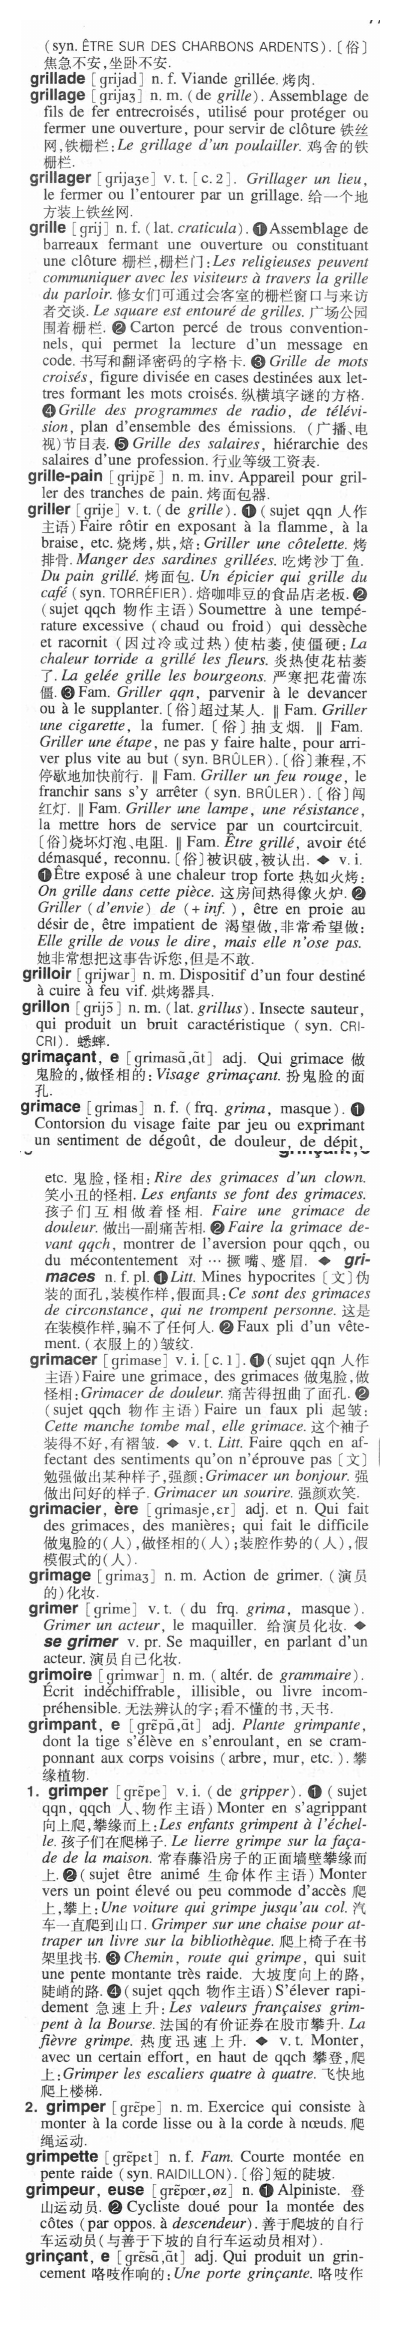 (syn. ÊTRE SUR DES CHARBONS ARDENTS).〔俗〕
焦急不安,坐卧不安.
grillade [grijad] n. f. Viande grillée. 烤肉.
grillage [grijaʒ] n. m. (de grille). Assemblage de
fils de fer entrecroisés, utilisé pour protéger ou
fermer une ouverture, pour servir de clôture 铁丝
网,铁栅栏:Le grillage d'un poulailler. 鸡舍的铁
栅栏.
grillager [grijaʒe] v. t. [c. 2]. Grillager un lieu,
le fermer ou l'entourer par un grillage. 给一个地
方装上铁丝网.
grille [grij] n. f. (lat. craticula). ❶Assemblage de
barreaux fermant une ouverture ou constituant
une clôture 栅栏,栅栏门:Les religieuses peuvent
communiquer avec les visiteurs à travers la grille
du parloir. 修女们可通过会客室的栅栏窗口与来访
者交谈. Le square est entouré de grilles. 广场公园
围着栅栏. ❷ Carton percé de trous convention-
nels, qui permet la lecture d'un message en
code. 书写和翻译密码的字格卡. ❸ Grille de mots
croisés, figure divisée en cases destinées aux let-
tres formant les mots croisés. 纵横填字谜的方格.
❹ Grille des programmes de radio, de télévi-
sion, plan d'ensemble des émissions. (广播、电
视)节目表. ❺ Grille des salaires, hiérarchie des
salaires d'une profession. 行业等级工资表.
grille-pain [grijpɛ̃] n. m. inv. Appareil pour gril-
ler des tranches de pain. 烤面包器.
griller [grije] v. t. (de grille). ❶ (sujet qqn 人作
主语) Faire rôtir en exposant à la flamme, à la
braise, etc. 烧烤,烘,焙:Griller une côtelette. 烤
排骨. Manger des sardines grillées. 吃烤沙丁鱼.
Du pain grillé. 烤面包. Un épicier qui grille du
café (syn. TORRÉFIER). 焙咖啡豆的食品店老板. ❷
(sujet qqch 物作主语) Soumettre à une tempé-
rature excessive (chaud ou froid) qui dessèche
et racornit (因过冷或过热)使枯萎,使僵硬:La
chaleur torride a grillé les fleurs. 炎热使花枯萎
了. La gelée grille les bourgeons. 严寒把花蕾冻
僵. ❸ Fam. Griller qqn, parvenir à le devancer
ou à le supplanter.〔俗〕超过某人. ‖ Fam. Griller
une cigarette, la fumer.〔俗〕抽支烟. ‖ Fam.
Griller une étape, ne pas y faire halte, pour arri-
ver plus vite au but (syn. BRÛLER).〔俗〕兼程,不
停歇地加快前行. ‖ Fam. Griller un feu rouge, le
franchir sans s'y arrêter (syn. BRÛLER).〔俗〕闯
红灯. ‖ Fam. Griller une lampe, une résistance,
la mettre hors de service par un courtcircuit.
〔俗〕烧坏灯泡、电阻. ‖ Fam. Être grillé, avoir été
démasqué, reconnu.〔俗〕被识破,被认出. ◆ v. i.
❶Être exposé à une chaleur trop forte 热如火烤:
On grille dans cette pièce. 这房间热得像火炉. ❷
Griller (d'envie) de (+inf.), être en proie au
désir de, être impatient de 渴望做,非常希望做:
Elle grille de vous le dire, mais elle n'ose pas.
她非常想把这事告诉您,但是不敢.
grilloir [grijwar] n. m. Dispositif d'un four destiné
à cuire à feu vif. 烘烤器具.
grillon [grijɔ̃] n. m. (lat. grillus). Insecte sauteur,
qui produit un bruit caractéristique (syn. CRI-
CRI). 蟋蟀.
grimaçant, e [grimasɑ̃,ɑ̃t] adj. Qui grimace 做
鬼脸的,做怪相的:Visage grimaçant. 扮鬼脸的面
孔.
grimace [grimas] n. f. (frq. grima, masque). ❶
Contorsion du visage faite par jeu ou exprimant
un sentiment de dégoût, de douleur, de dépit,
etc. 鬼脸,怪相:Rire des grimaces d'un clown.
笑小丑的怪相. Les enfants se font des grimaces.
孩子们互相做着怪相. Faire une grimace de
douleur. 做出一副痛苦相. ❷ Faire la grimace de-
vant qqch, montrer de l'aversion pour qqch, ou
du mécontentement 对…撅嘴、蹙眉. ◆ gri-
maces n. f. pl. ❶ Litt. Mines hypocrites〔文〕伪
装的面孔,装模作样,假面具:Ce sont des grimaces
de circonstance, qui ne trompent personne. 这是
在装模作样,骗不了任何人. ❷ Faux pli d'un vête-
ment. (衣服上的)皱纹.
grimacer [grimase] v. i. [c. 1]. ❶(sujet qqn 人作
主语)Faire une grimace, des grimaces 做鬼脸,做
怪相:Grimacer de douleur. 痛苦得扭曲了面孔. ❷
(sujet qqch 物作主语) Faire un faux pli 起皱:
Cette manche tombe mal, elle grimace. 这个袖子
装得不好,有褶皱. ◆ v. t. Litt. Faire qqch en af-
fectant des sentiments qu'on n'éprouve pas〔文〕
勉强做出某种样子,强颜:Grimacer un bonjour. 强
做出问好的样子. Grimacer un sourire. 强颜欢笑.
grimacier, ère [grimasje,ɛr] adj. et n. Qui fait
des grimaces, des manières; qui fait le difficile
做鬼脸的(人),做怪相的(人);装腔作势的(人),假
模假式的(人).
grimage [grimaʒ] n. m. Action de grimer. (演员
的)化妆.
grimer [grime] v. t. (du frq. grima, masque).
Grimer un acteur, le maquiller. 给演员化妆. ◆
se grimer v. pr. Se maquiller, en parlant d'un
acteur. 演员自己化妆.
grimoire [grimwar] n. m. (altér. de grammaire).
Écrit indéchiffrable, illisible, ou livre incom-
préhensible. 无法辨认的字;看不懂的书,天书.
grimpant, e [grɛ̃pɑ̃,ɑ̃t] adj. Plante grimpante,
dont la tige s'élève en s'enroulant, en se cram-
ponnant aux corps voisins (arbre, mur, etc.). 攀
缘植物.
1. grimper [grɛ̃pe] v. i. (de gripper). ❶ (sujet
qqn, qqch 人、物作主语) Monter en s'agrippant
向上爬,攀缘而上:Les enfants grimpent à l'échel-
le. 孩子们在爬梯子. Le lierre grimpe sur la faça-
de de la maison. 常春藤沿房子的正面墙壁攀缘而
上. ❷(sujet être animé 生命体作主语) Monter
vers un point élevé ou peu commode d'accès 爬
上,攀上:Une voiture qui grimpe jusqu'au col. 汽
车一直爬到山口. Grimper sur une chaise pour at-
traper un livre sur la bibliothèque. 爬上椅子在书
架里找书. ❸ Chemin, route qui grimpe, qui suit
une pente montante très raide. 大坡度向上的路,
陡峭的路. ❹(sujet qqch 物作主语)S'élever rapi-
dement 急速上升:Les valeurs françaises grim-
pent à la Bourse. 法国的有价证券在股市攀升. La
fièvre grimpe. 热度迅速上升. ◆ v. t. Monter,
avec un certain effort, en haut de qqch 攀登,爬
上:Grimper les escaliers quatre à quatre. 飞快地
爬上楼梯.
2. grimper [grɛ̃pe] n. m. Exercice qui consiste à
monter à la corde lisse ou à la corde à nœuds. 爬
绳运动.
grimpette [grɛ̃pɛt] n. f. Fam. Courte montée en
pente raide (syn. RAIDILLON).〔俗〕短的陡坡.
grimpeur, euse [grɛ̃pœr,øz] n. ❶ Alpiniste. 登
山运动员. ❷ Cycliste doué pour la montée des
côtes (par oppos. à descendeur). 善于爬坡的自行
车运动员(与善于下坡的自行车运动员相对).
grinçant, e [grɛ̃sɑ̃,ɑ̃t] adj. Qui produit un grin-
cement 咯吱作响的:Une porte grinçante. 咯吱作